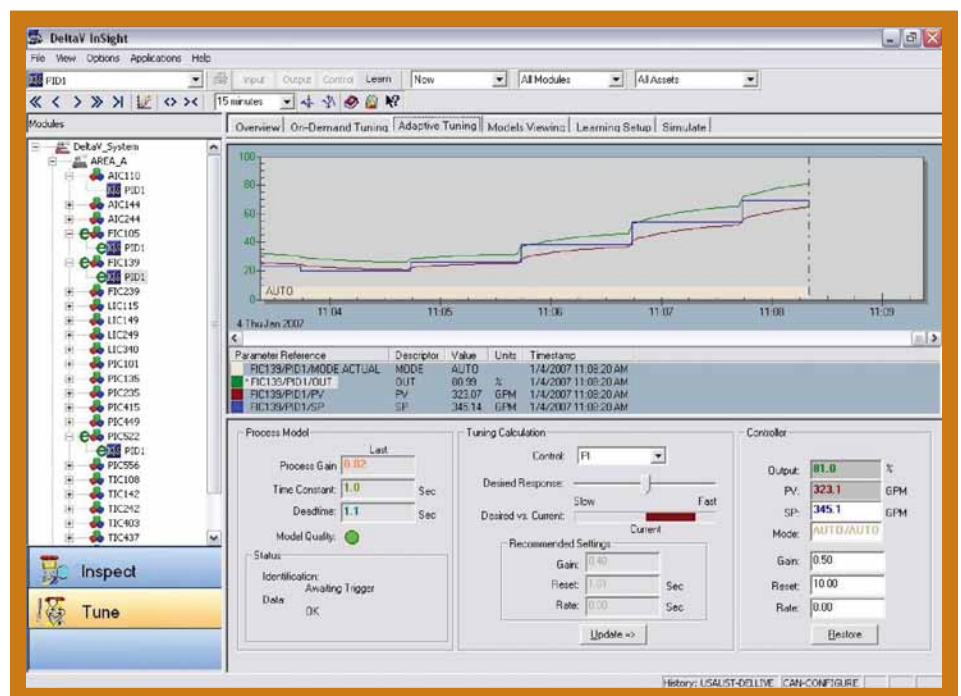 DeltaV InSight
File View Options Applications Help
PID1 Input Output Control Learn Now All Modules All Assets
15 minutes
Modules
Overview On-Demand Tuning Adaptive Tuning Models Viewing Learning Setup Simulate
DeltaV_System
AREA_A
AIC110
PID1
AIC144
AIC244
FIC105
PID1
FIC139
PID1
FIC239
LIC115
LIC149
LIC249
LIC340
PIC101
PIC135
PIC235
PIC415
PIC449
PIC522
PID1
PIC556
TIC108
TIC142
TIC242
TIC403
TIC437
100
80
60
40
20
0
AUTO
11:04 11:05 11:06 11:07 11:08 11:09
4 Thu Jan 2007
Parameter Reference Descriptor Value Units Timestamp
FIC139/PID1/MODE.ACTUAL MODE AUTO 1/4/2007 11:08:20 AM
FIC139/PID1/OUT OUT 80.99 % 1/4/2007 11:08:20 AM
FIC139/PID1/PV PV 323.07 GPM 1/4/2007 11:08:20 AM
FIC139/PID1/SP SP 345.14 GPM 1/4/2007 11:08:20 AM
Process Model
Last
Process Gain 0.82
Time Constant: 1.0 Sec
Deadtime: 1.1 Sec
Model Quality:
Status
Identification:
Awaiting Trigger
Data:
OK
Tuning Calculation
Control: PI
Desired Response:
Slow Fast
Desired vs. Current:
Current
Recommended Settings
Gain: 0.40
Reset: 1.01 Sec
Rate: 0.00 Sec
Update =>
Controller
Output: 81.0 %
PV: 323.1 GPM
SP: 345.1 GPM
Mode: AUTO/AUTO
Gain: 0.50
Reset: 10.00
Rate: 0.00
Restore
Inspect
Tune
History: USAUST-DELLIVE CAN-CONFIGURE